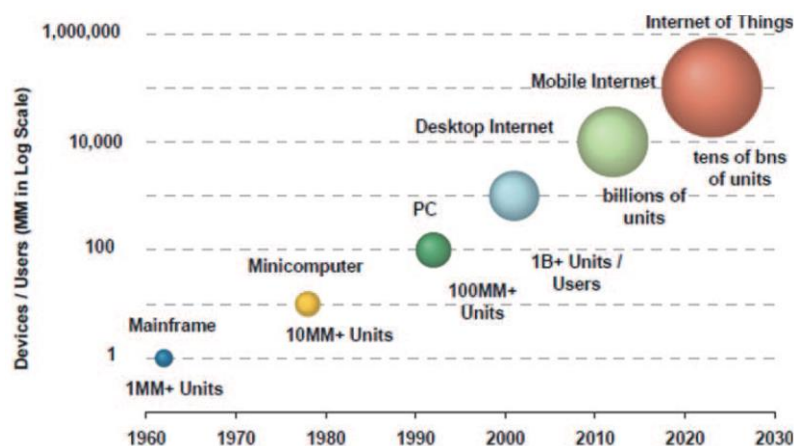 Internet of Things
1,000,000
Mobile Internet
Desktop Internet
10,000
tens of bns
of units
billions of
units
PC
100
Minicomputer
1B+ Units /
Users
100MM+
Units
Mainframe
10MM+ Units
1
1MM+ Units
Devices / Users (MM in Log Scale)
1960 1970 1980 1990 2000 2010 2020 2030